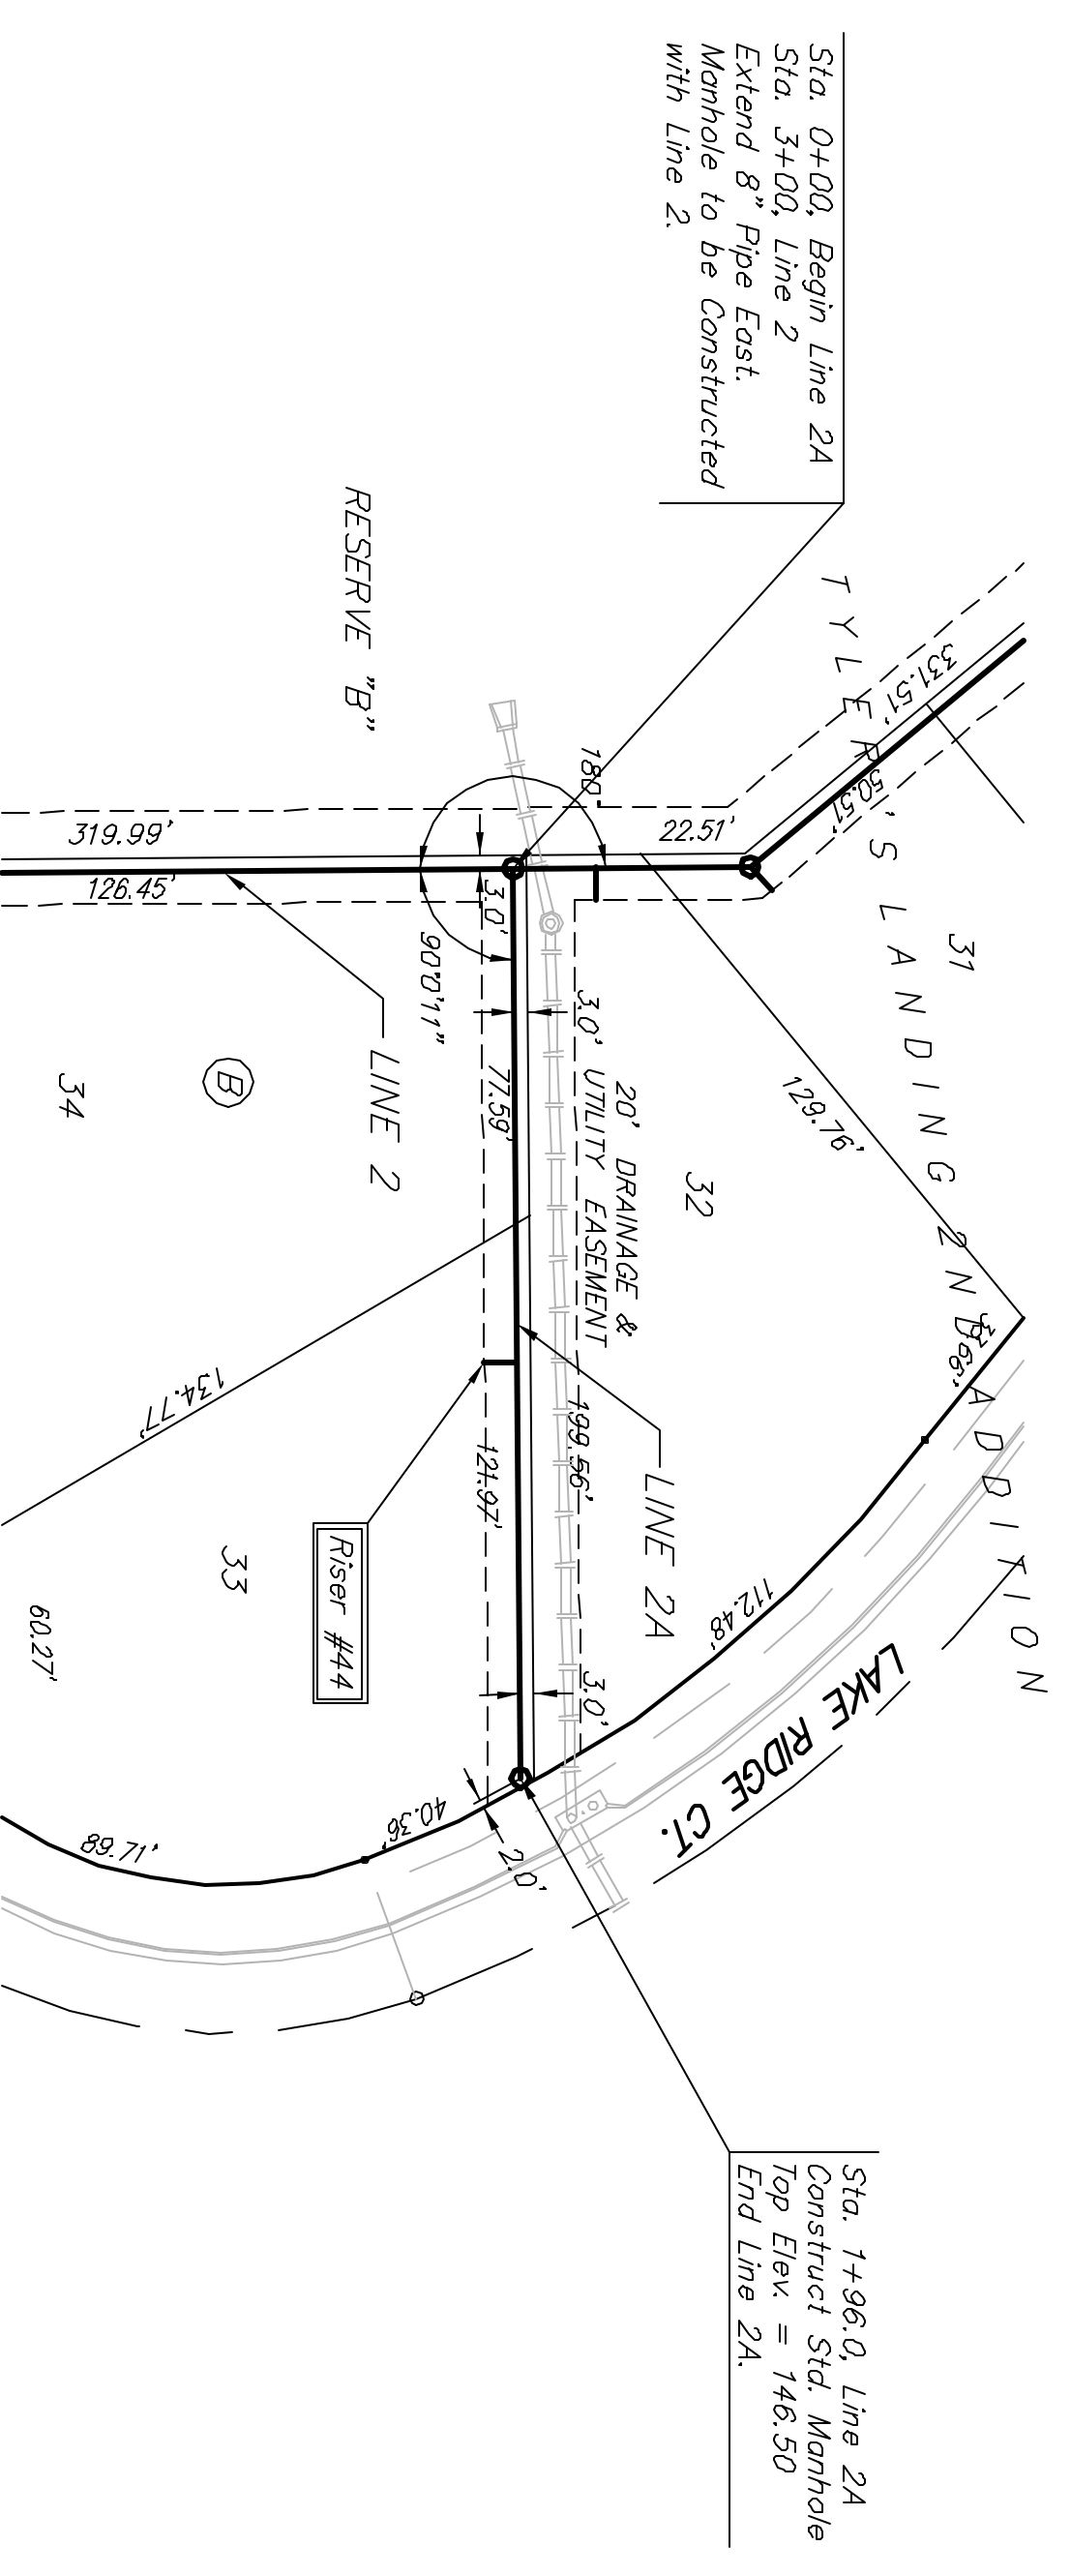 Sta. 0+00, Begin Line 2A
Sta. 3+00, Line 2
Extend 8" Pipe East.
Manhole to be Constructed
with Line 2.
RESERVE "B"
TYLER'S LANDING 2ND ADDITION
331.51'
50.51'
22.51'
180
319.99'
126.45'
3.0'
90°0'11"
3.0'
77.59'
LINE 2
B
31
32
34
129.76'
20' DRAINAGE &
UTILITY EASEMENT
33.66'
134.77'
199.56'
121.97'
LINE 2A
Riser #44
33
60.27'
112.48'
3.0'
LAKE RIDGE CT.
40.36'
89.71'
2.0'
Sta. 1+96.0, Line 2A
Construct Std. Manhole
Top Elev. = 146.50
End Line 2A.